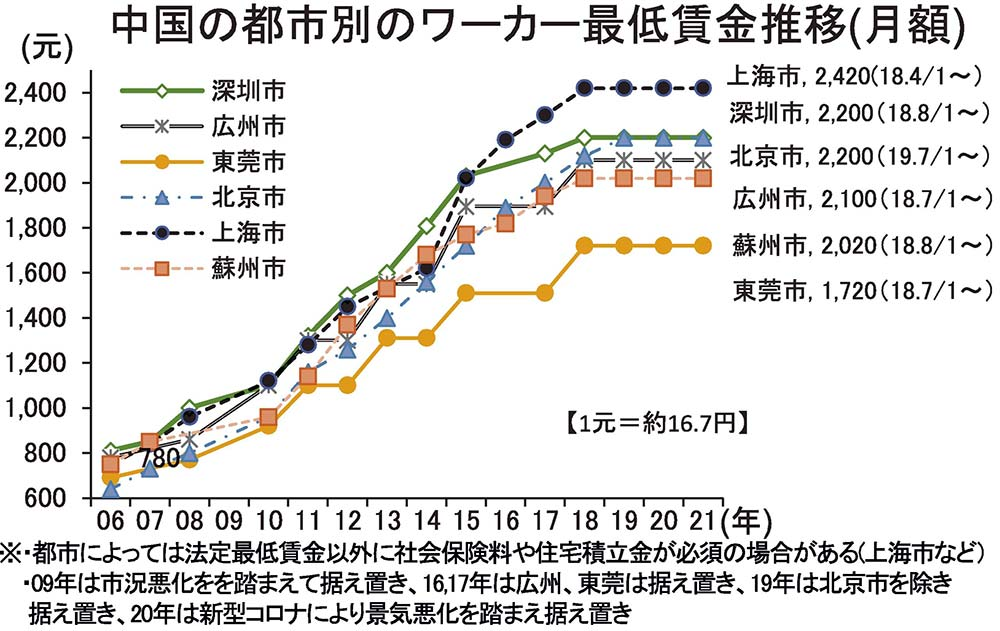 中国の都市別のワーカー最低賃金推移(月額)
(元)
2,400
2,200
2,000
1,800
1,600
1,400
1,200
1,000
800
600
深圳市
広州市
東莞市
北京市
上海市
蘇州市
780
上海市, 2,420(18.4/1～)
深圳市, 2,200(18.8/1～)
北京市, 2,200(19.7/1～)
広州市, 2,100(18.7/1～)
蘇州市, 2,020(18.8/1～)
東莞市, 1,720(18.7/1～)
【1元＝約16.7円】
06 07 08 09 10 11 12 13 14 15 16 17 18 19 20 21 (年)
※・都市によっては法定最低賃金以外に社会保険料や住宅積立金が必須の場合がある(上海市など)
・09年は市況悪化をを踏まえて据え置き、16,17年は広州、東莞は据え置き、19年は北京市を除き
据え置き、20年は新型コロナにより景気悪化を踏まえ据え置き